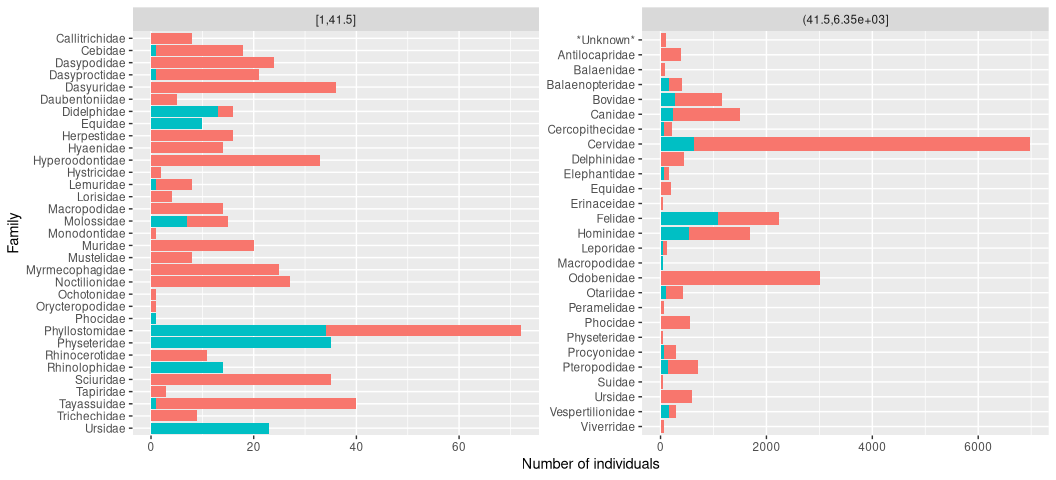 [1,41.5]
Callitrichidae
Cebidae
Dasypodidae
Dasyproctidae
Dasyuridae
Daubentoniidae
Didelphidae
Equidae
Herpestidae
Hyaenidae
Hyperoodontidae
Hystricidae
Lemuridae
Lorisidae
Macropodidae
Molossidae
Monodontidae
Muridae
Mustelidae
Myrmecophagidae
Noctilionidae
Ochotonidae
Orycteropodidae
Phocidae
Phyllostomidae
Physeteridae
Rhinocerotidae
Rhinolophidae
Sciuridae
Tapiridae
Tayassuidae
Trichechidae
Ursidae
0 20 40 60
Family
(41.5,6.35e+03]
*Unknown*
Antilocapridae
Balaenidae
Balaenopteridae
Bovidae
Canidae
Cercopithecidae
Cervidae
Delphinidae
Elephantidae
Equidae
Erinaceidae
Felidae
Hominidae
Leporidae
Macropodidae
Odobenidae
Otariidae
Peramelidae
Phocidae
Physeteridae
Procyonidae
Pteropodidae
Suidae
Ursidae
Vespertilionidae
Viverridae
0 2000 4000 6000
Number of individuals